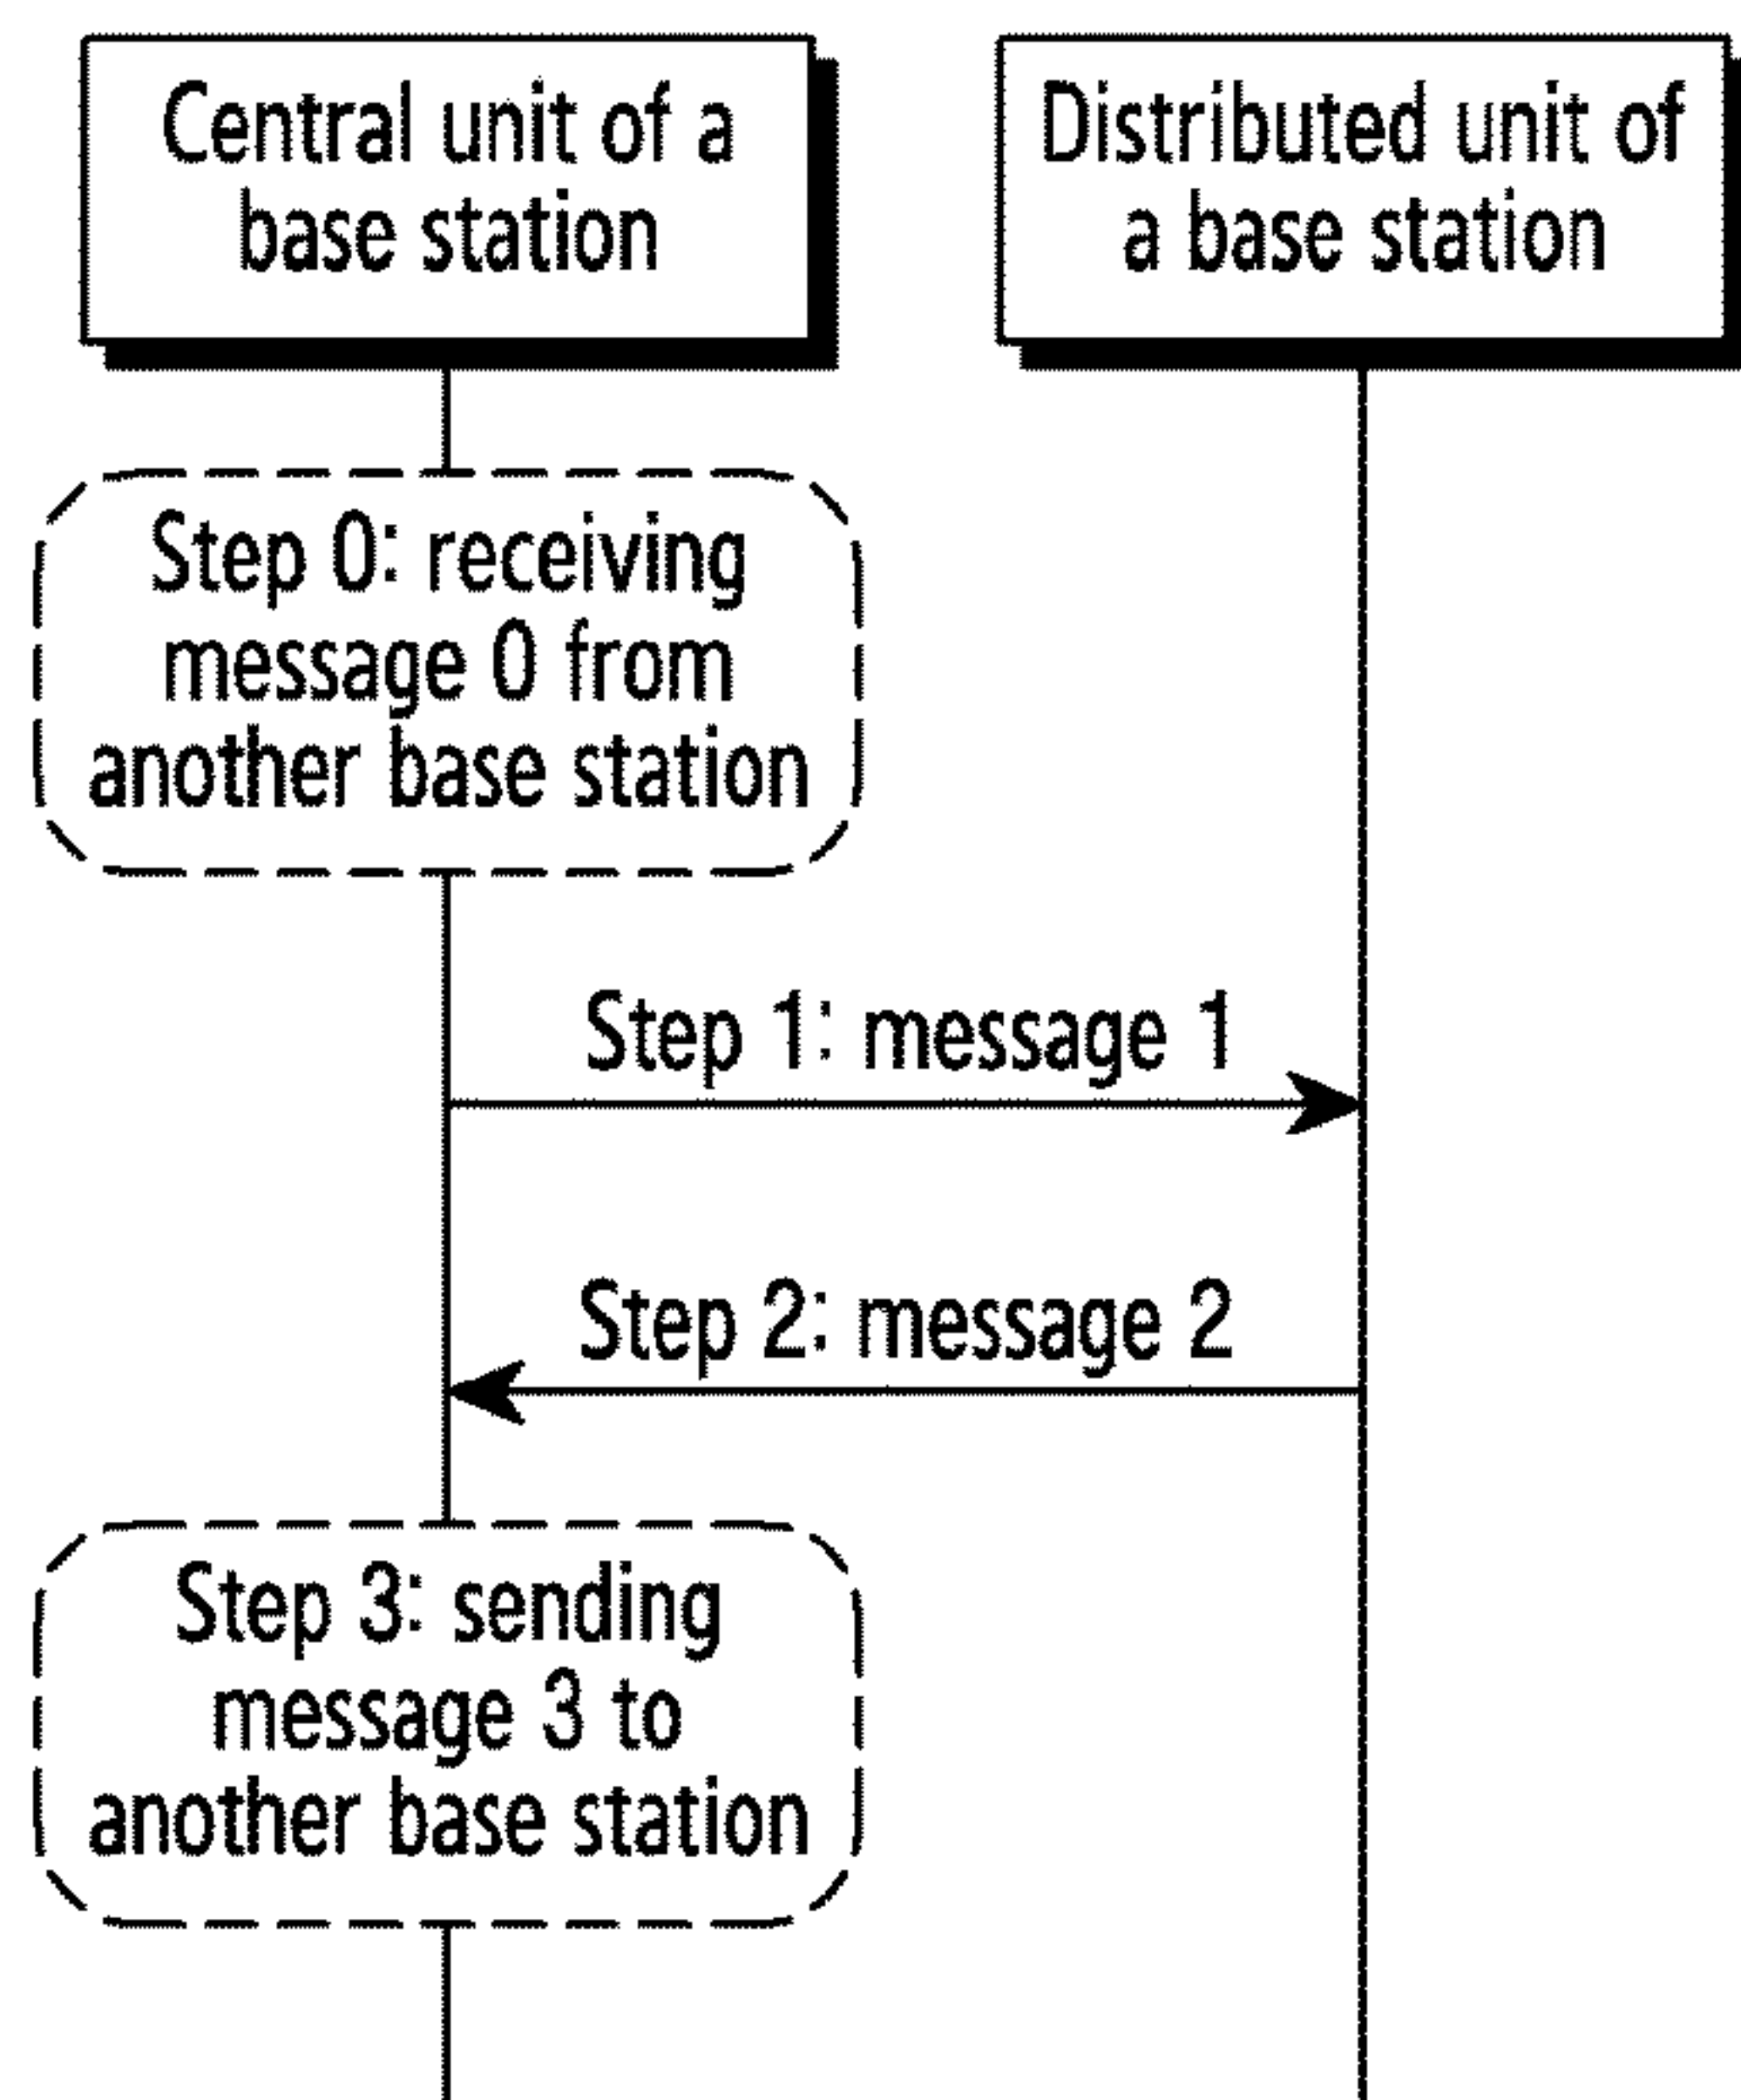 Central unit of a
base station
Distributed unit of
a base station
Step 0: receiving
message 0 from
another base station
Step 1: message 1
Step 2: message 2
Step 3: sending
message 3 to
another base station